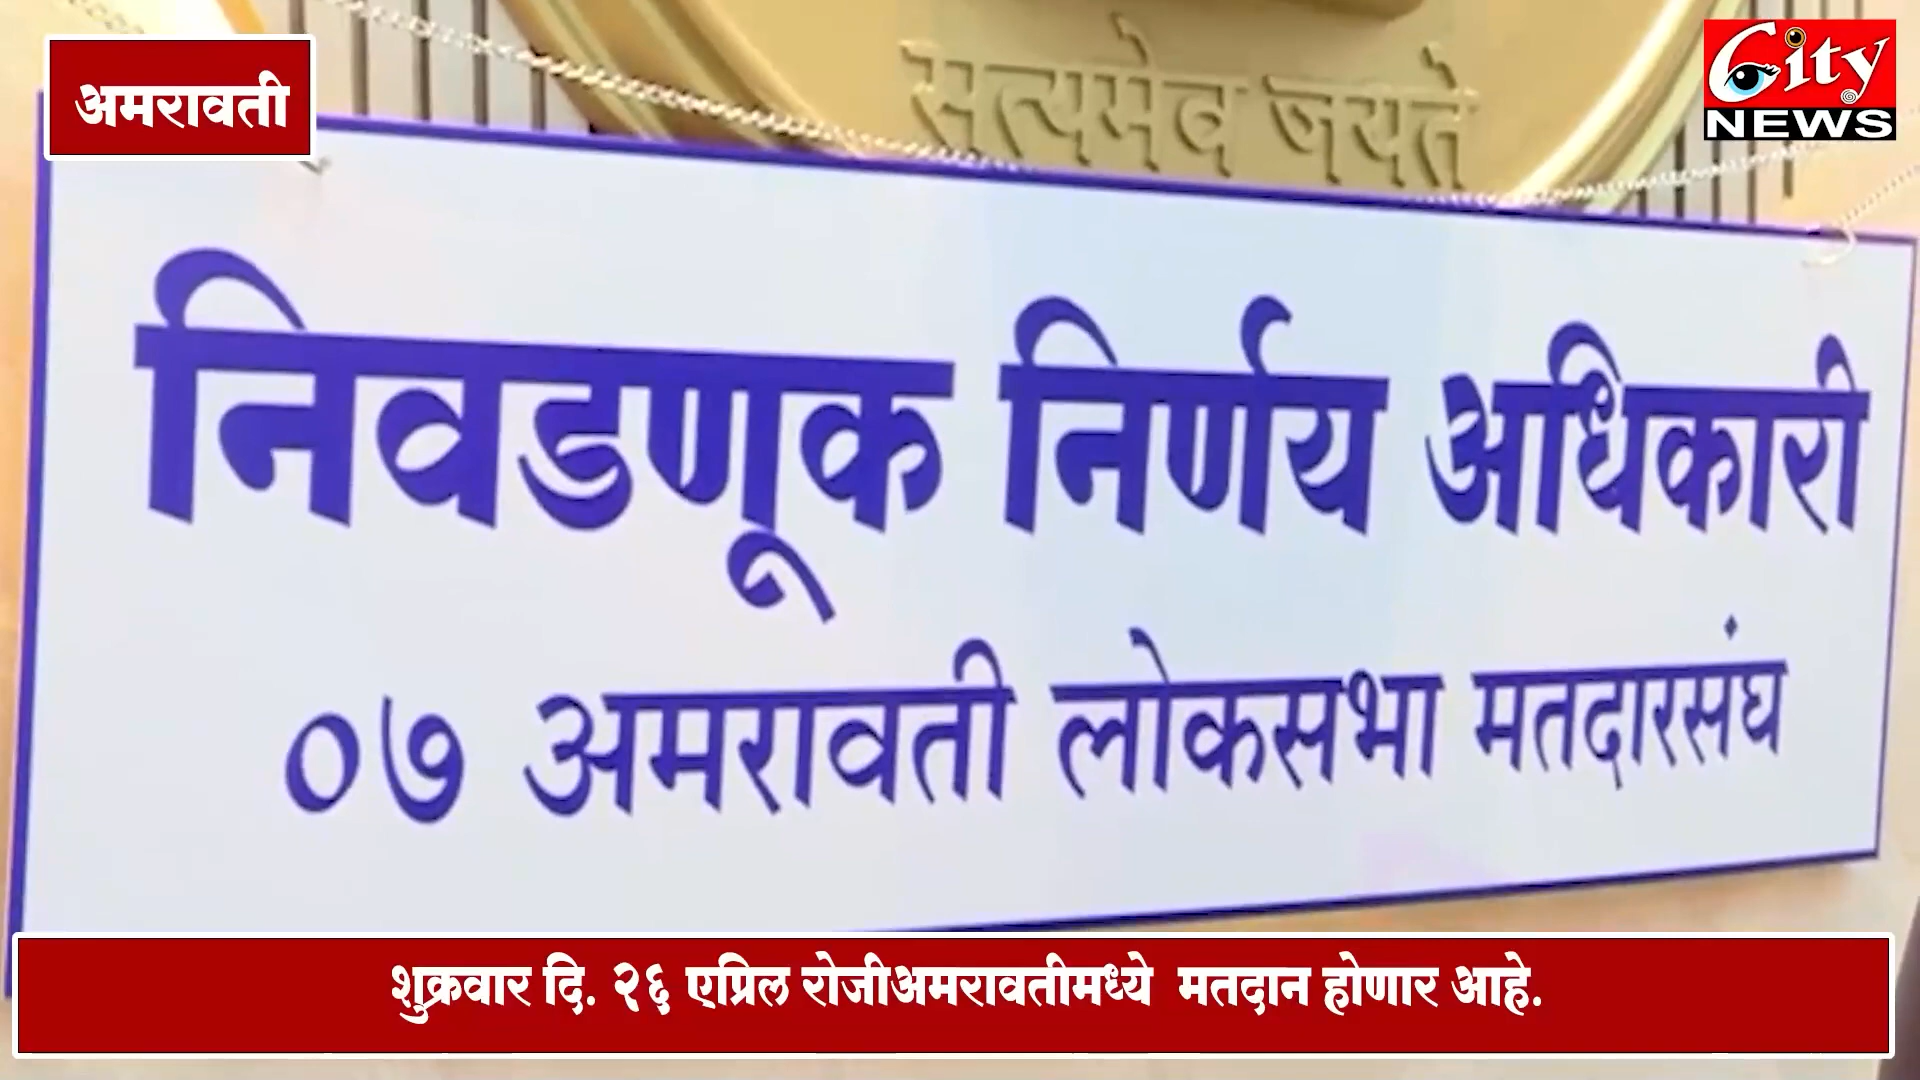 अमरावती
City
NEWS
सत्यमेव जयते
निवडणूक निर्णय अधिकारी
०७ अमरावती लोकसभा मतदारसंघ
शुक्रवार दि. २६ एप्रिल रोजीअमरावतीमध्ये मतदान होणार आहे.